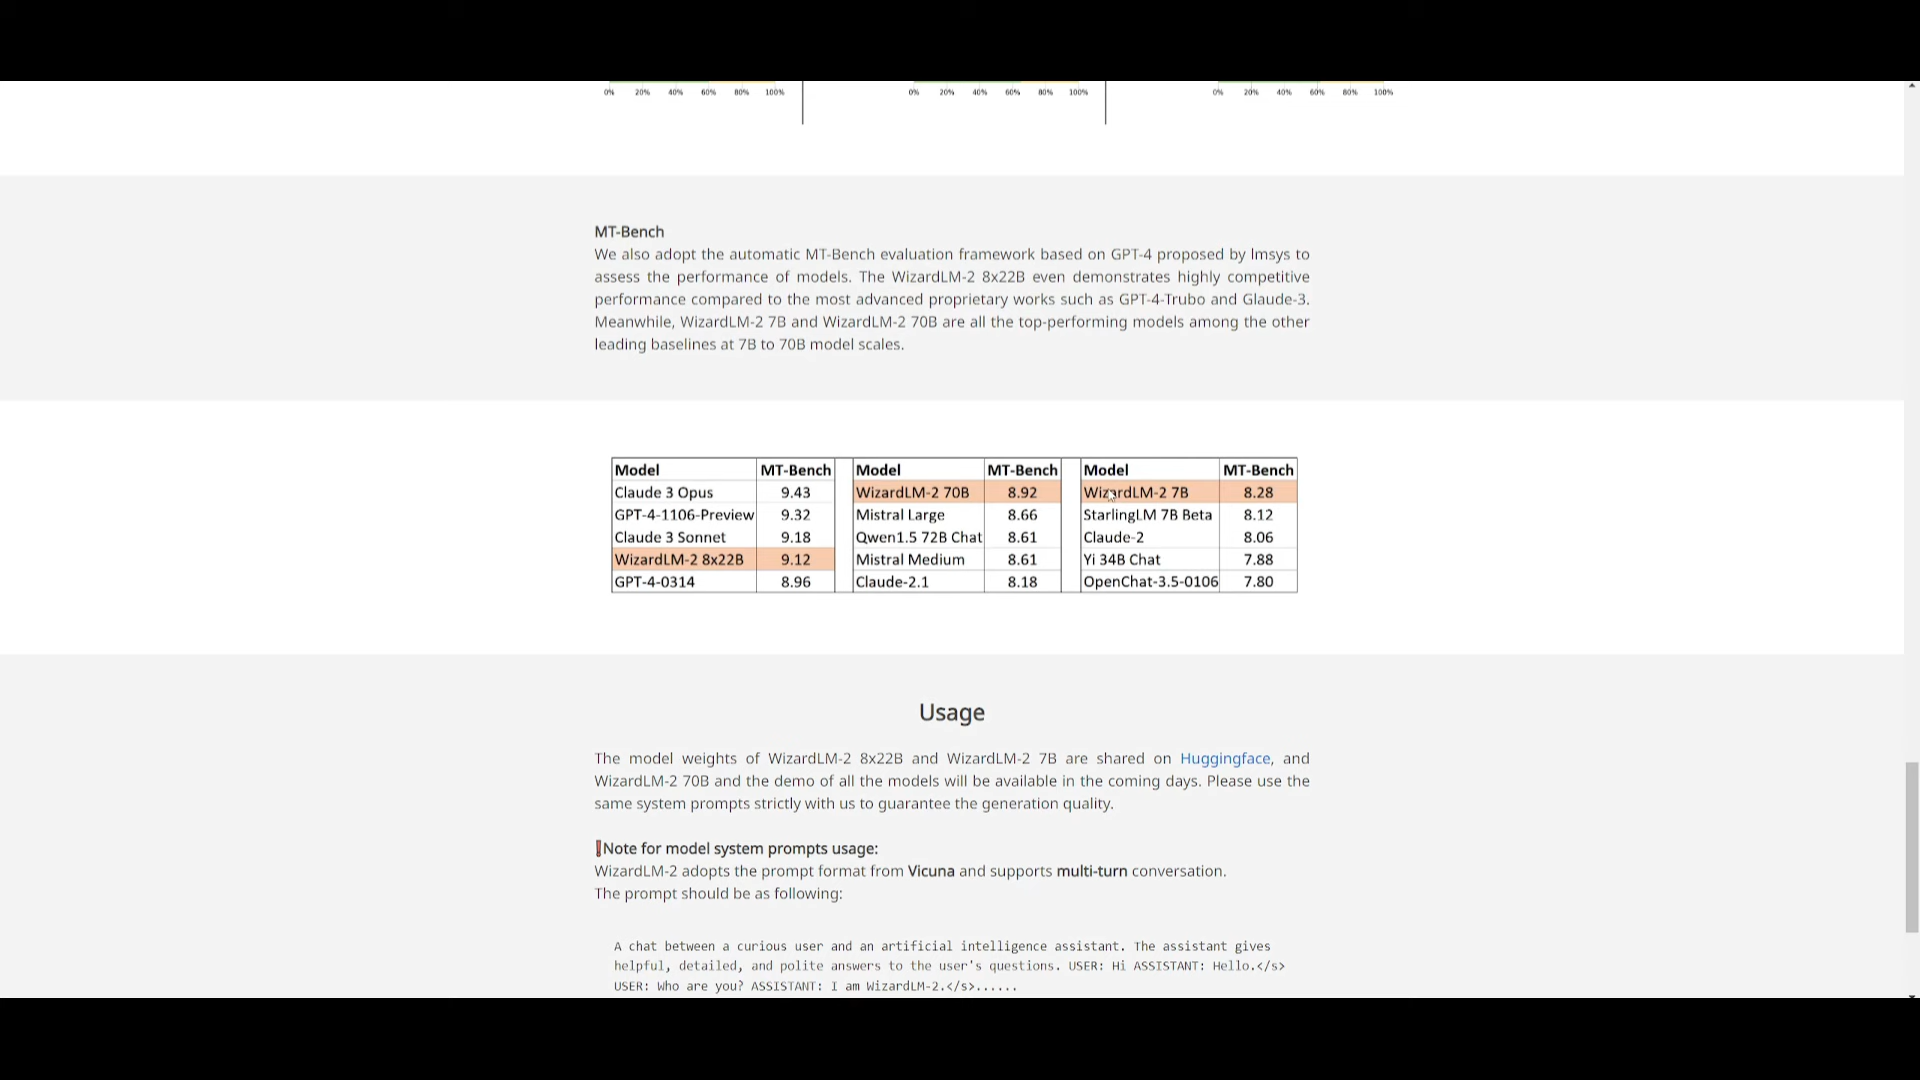 0% 20% 40% 60% 80% 100% 0% 20% 40% 60% 80% 100% 0% 20% 40% 60% 80% 100%
MT-Bench
We also adopt the automatic MT-Bench evaluation framework based on GPT-4 proposed by lmsys to
assess the performance of models. The WizardLM-2 8x22B even demonstrates highly competitive
performance compared to the most advanced proprietary works such as GPT-4-Trubo and Glaude-3.
Meanwhile, WizardLM-2 7B and WizardLM-2 70B are all the top-performing models among the other
leading baselines at 7B to 70B model scales.
Model MT-Bench Model MT-Bench Model MT-Bench
Claude 3 Opus 9.43 WizardLM-2 70B 8.92 WizardLM-2 7B 8.28
GPT-4-1106-Preview 9.32 Mistral Large 8.66 StarlingLM 7B Beta 8.12
Claude 3 Sonnet 9.18 Qwen1.5 72B Chat 8.61 Claude-2 8.06
WizardLM-2 8x22B 9.12 Mistral Medium 8.61 Yi 34B Chat 7.88
GPT-4-0314 8.96 Claude-2.1 8.18 OpenChat-3.5-0106 7.80
Usage
The model weights of WizardLM-2 8x22B and WizardLM-2 7B are shared on Huggingface, and
WizardLM-2 70B and the demo of all the models will be available in the coming days. Please use the
same system prompts strictly with us to guarantee the generation quality.
❗Note for model system prompts usage:
WizardLM-2 adopts the prompt format from Vicuna and supports multi-turn conversation.
The prompt should be as following:
A chat between a curious user and an artificial intelligence assistant. The assistant gives
helpful, detailed, and polite answers to the user's questions. USER: Hi ASSISTANT: Hello.</s>
USER: Who are you? ASSISTANT: I am WizardLM-2.</s>......